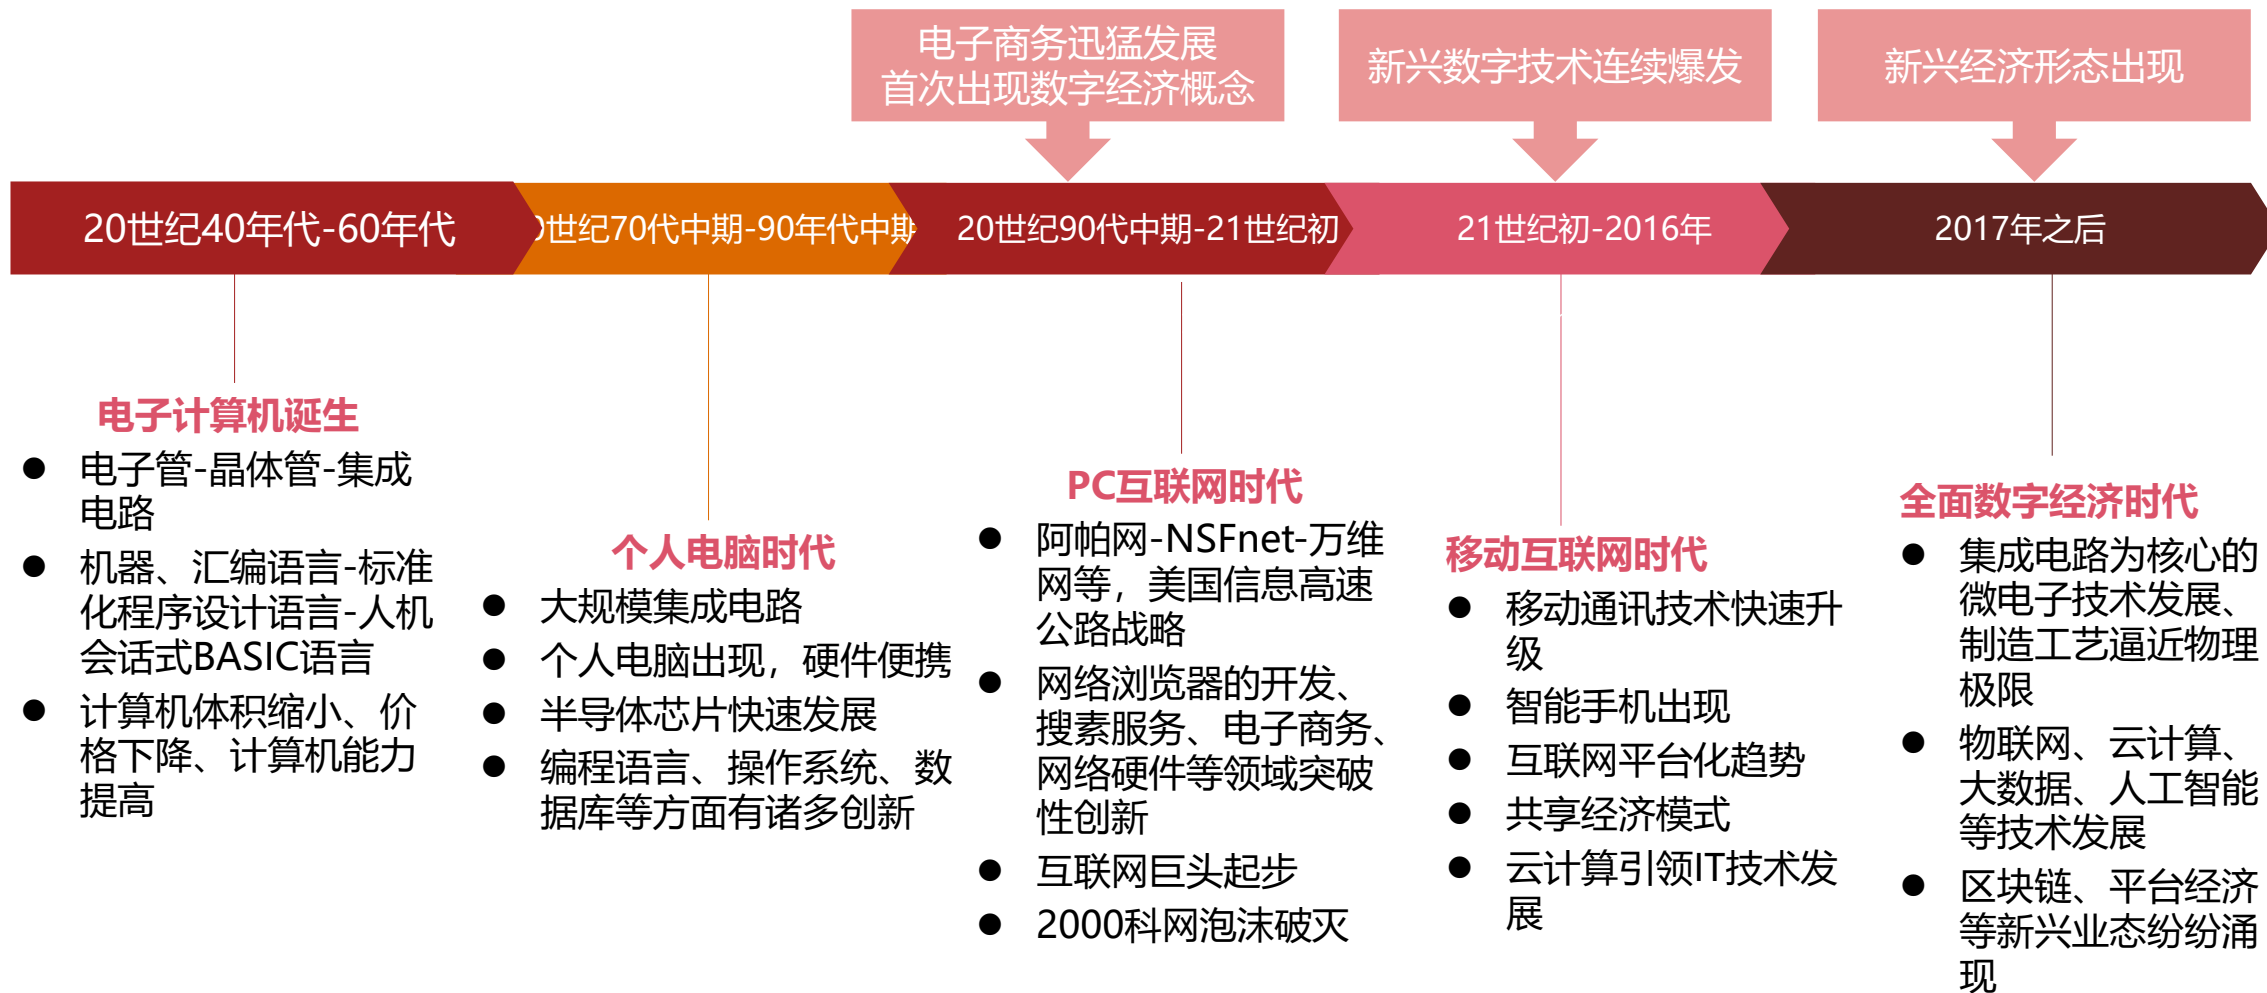 电子商务迅猛发展
首次出现数字经济概念
新兴数字技术连续爆发
新兴经济形态出现
20世纪40年代-60年代
0世纪70代中期-90年代中期
20世纪90代中期-21世纪初
21世纪初-2016年
2017年之后
电子计算机诞生
● 电子管-晶体管-集成
电路
● 机器、汇编语言-标准
化程序设计语言-人机
会话式BASIC语言
● 计算机体积缩小、价
格下降、计算机能力
提高
个人电脑时代
● 大规模集成电路
● 个人电脑出现，硬件便携
● 半导体芯片快速发展
● 编程语言、操作系统、数
据库等方面有诸多创新
PC互联网时代
● 阿帕网-NSFnet-万维
网等，美国信息高速
公路战略
● 网络浏览器的开发、
搜素服务、电子商务、
网络硬件等领域突破
性创新
● 互联网巨头起步
● 2000科网泡沫破灭
移动互联网时代
● 移动通讯技术快速升
级
● 智能手机出现
● 互联网平台化趋势
● 共享经济模式
● 云计算引领IT技术发
展
全面数字经济时代
● 集成电路为核心的
微电子技术发展、
制造工艺逼近物理
极限
● 物联网、云计算、
大数据、人工智能
等技术发展
● 区块链、平台经济
等新兴业态纷纷涌
现